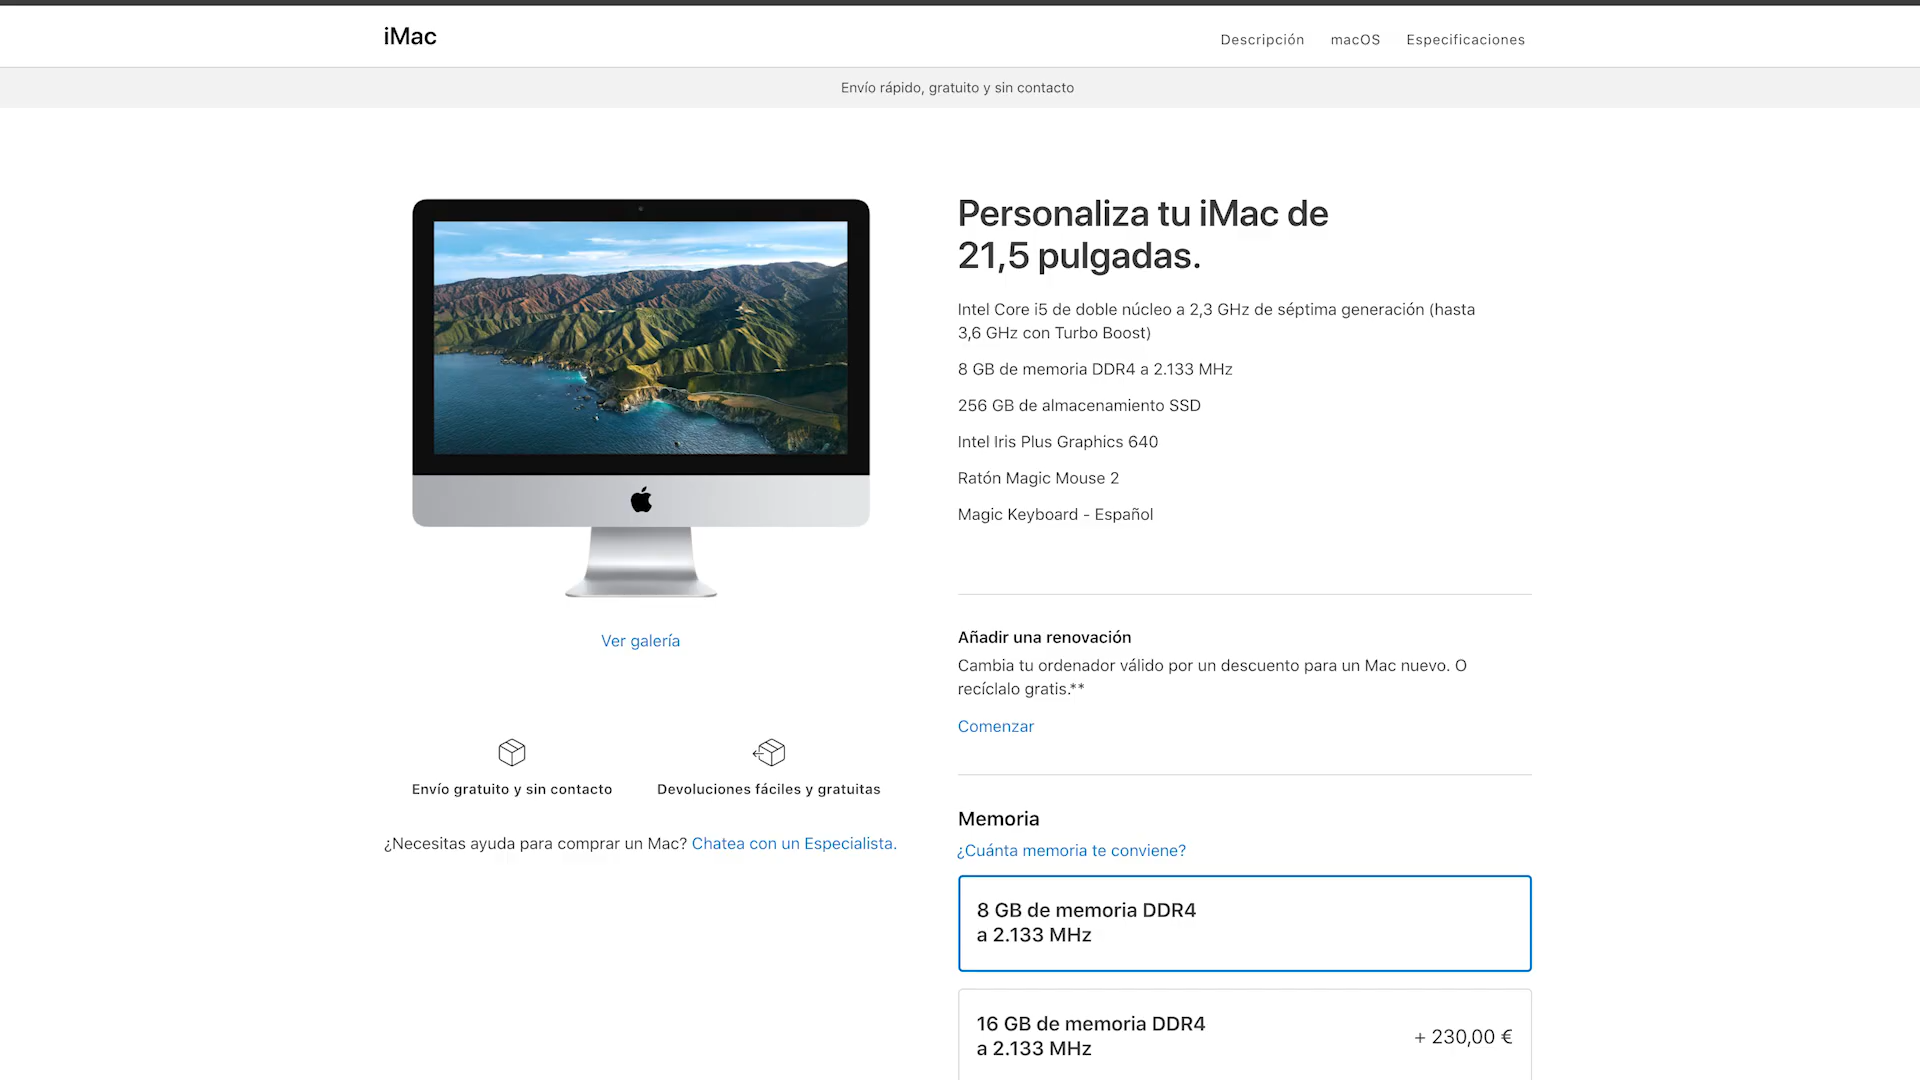 iMac
Descripción
macOS
Especificaciones
Envío rápido, gratuito y sin contacto
Personaliza tu iMac de
21,5 pulgadas.
Intel Core i5 de doble núcleo a 2,3 GHz de séptima generación (hasta
3,6 GHz con Turbo Boost)
8 GB de memoria DDR4 a 2.133 MHz
256 GB de almacenamiento SSD
Intel Iris Plus Graphics 640
Ratón Magic Mouse 2
Magic Keyboard - Español
Ver galería
Envío gratuito y sin contacto
Devoluciones fáciles y gratuitas
¿Necesitas ayuda para comprar un Mac? Chatea con un Especialista.
Añadir una renovación
Cambia tu ordenador válido por un descuento para un Mac nuevo. O
recíclalo gratis.**
Comenzar
Memoria
¿Cuánta memoria te conviene?
8 GB de memoria DDR4
a 2.133 MHz
16 GB de memoria DDR4
a 2.133 MHz
+ 230,00 €